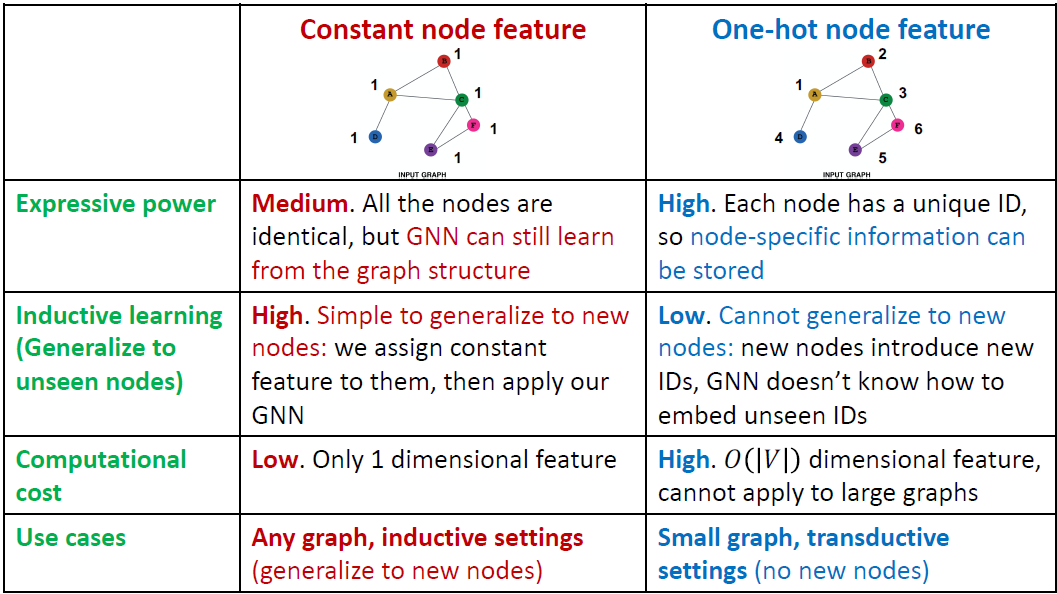 Constant node feature
One-hot node feature
1
B
1
A
1
C
1
F
1
D
1
E
INPUT GRAPH
2
B
1
A
3
C
6
F
4
D
5
E
INPUT GRAPH
Expressive power
Medium. All the nodes are
identical, but GNN can still learn
from the graph structure
High. Each node has a unique ID,
so node-specific information can
be stored
Inductive learning
(Generalize to
unseen nodes)
High. Simple to generalize to new
nodes: we assign constant
feature to them, then apply our
GNN
Low. Cannot generalize to new
nodes: new nodes introduce new
IDs, GNN doesn’t know how to
embed unseen IDs
Computational
cost
Low. Only 1 dimensional feature
High. O(|V|) dimensional feature,
cannot apply to large graphs
Use cases
Any graph, inductive settings
(generalize to new nodes)
Small graph, transductive
settings (no new nodes)